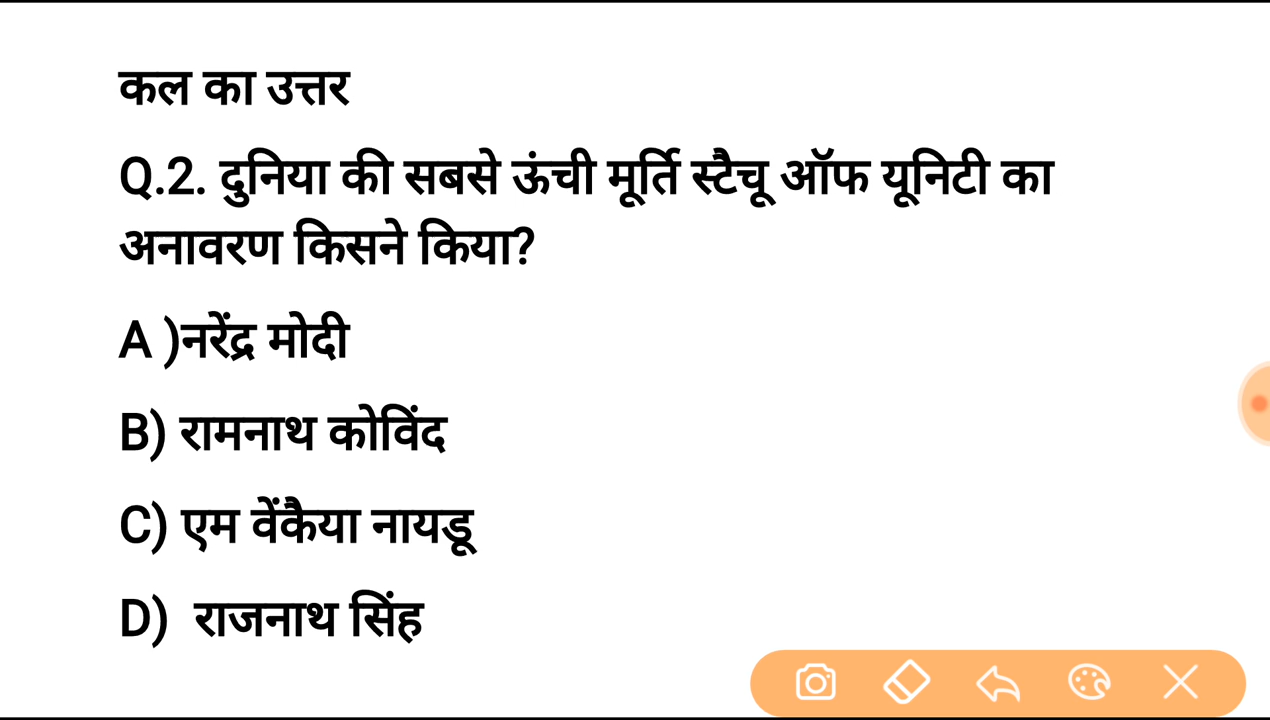 कल का उत्तर
Q.2. दुनिया की सबसे ऊंची मूर्ति स्टैचू ऑफ यूनिटी का
अनावरण किसने किया?
A )नरेंद्र मोदी
B) रामनाथ कोविंद
C) एम वेंकैया नायडू
D) राजनाथ सिंह